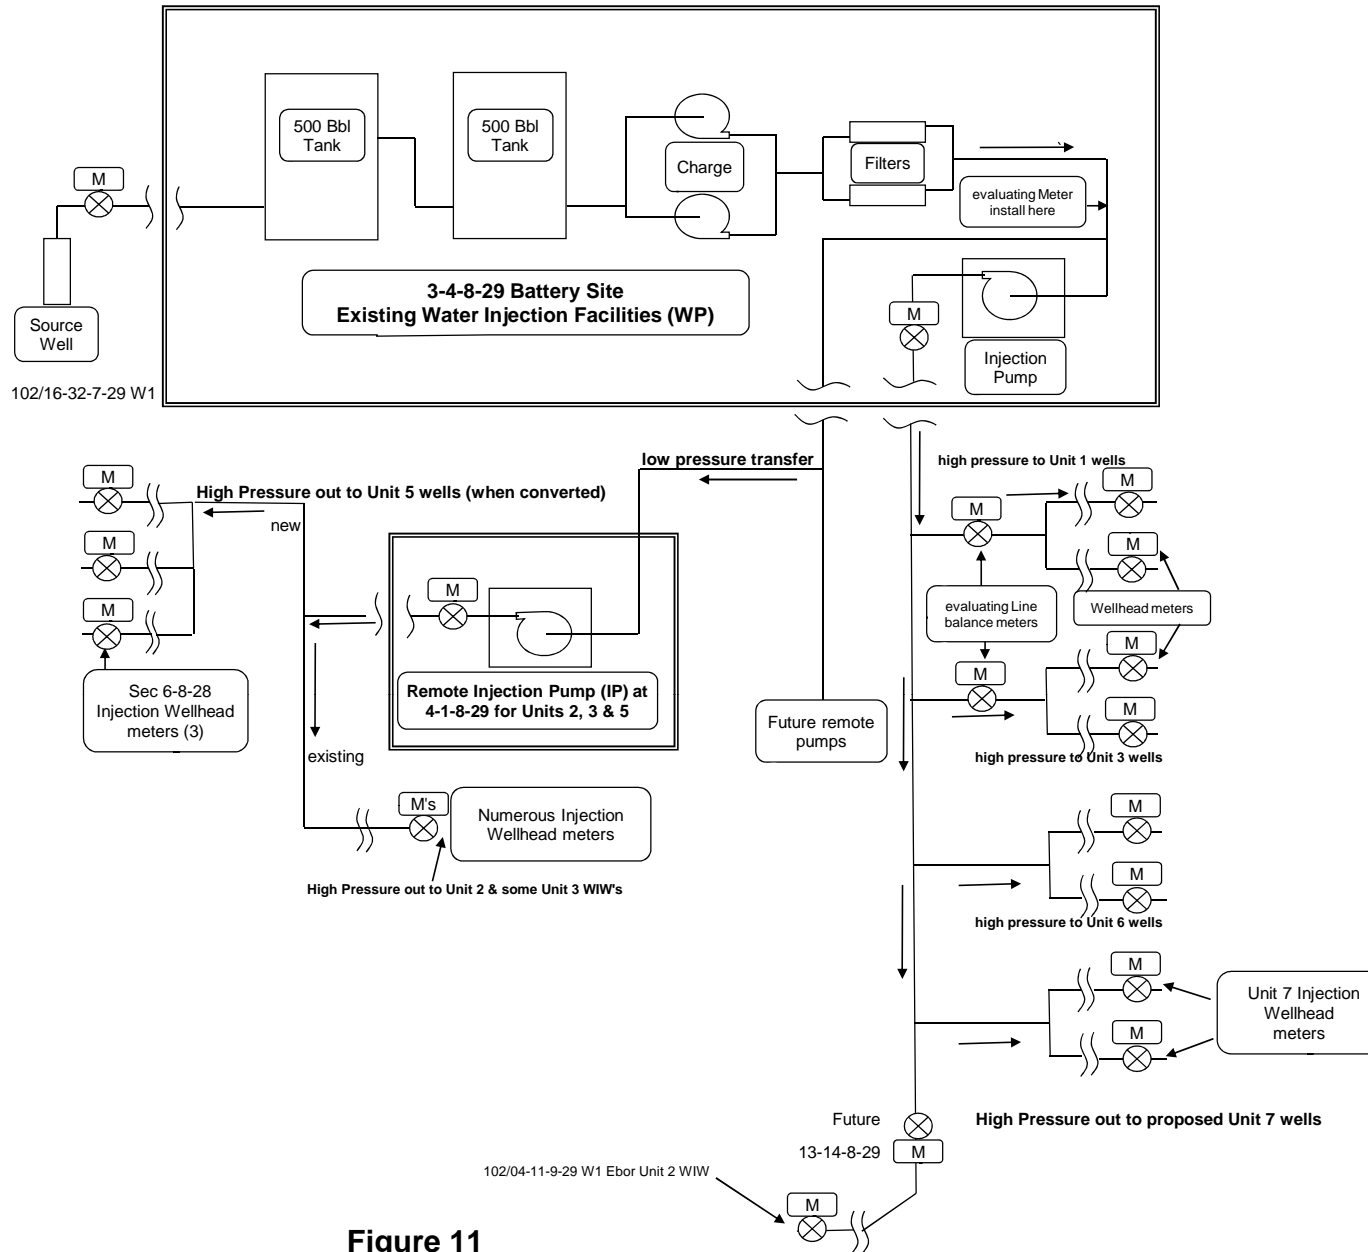 500 Bbl
Tank
500 Bbl
Tank
Charge
Filters
evaluating Meter
install here
M
Source
Well
102/16-32-7-29 W1
3-4-8-29 Battery Site
Existing Water Injection Facilities (WP)
M
Injection
Pump
low pressure transfer
high pressure to Unit 1 wells
M
High Pressure out to Unit 5 wells (when converted)
new
M
M
M
M
M
M
evaluating Line
balance meters
Wellhead meters
M
M
Sec 6-8-28
Injection Wellhead
meters (3)
Remote Injection Pump (IP) at
4-1-8-29 for Units 2, 3 & 5
Future remote
pumps
M
high pressure to Unit 3 wells
existing
M's
Numerous Injection
Wellhead meters
High Pressure out to Unit 2 & some Unit 3 WIW's
M
M
high pressure to Unit 6 wells
M
M
Unit 7 Injection
Wellhead
meters
Future
High Pressure out to proposed Unit 7 wells
13-14-8-29
M
102/04-11-9-29 W1 Ebor Unit 2 WIW
M
Figure 11